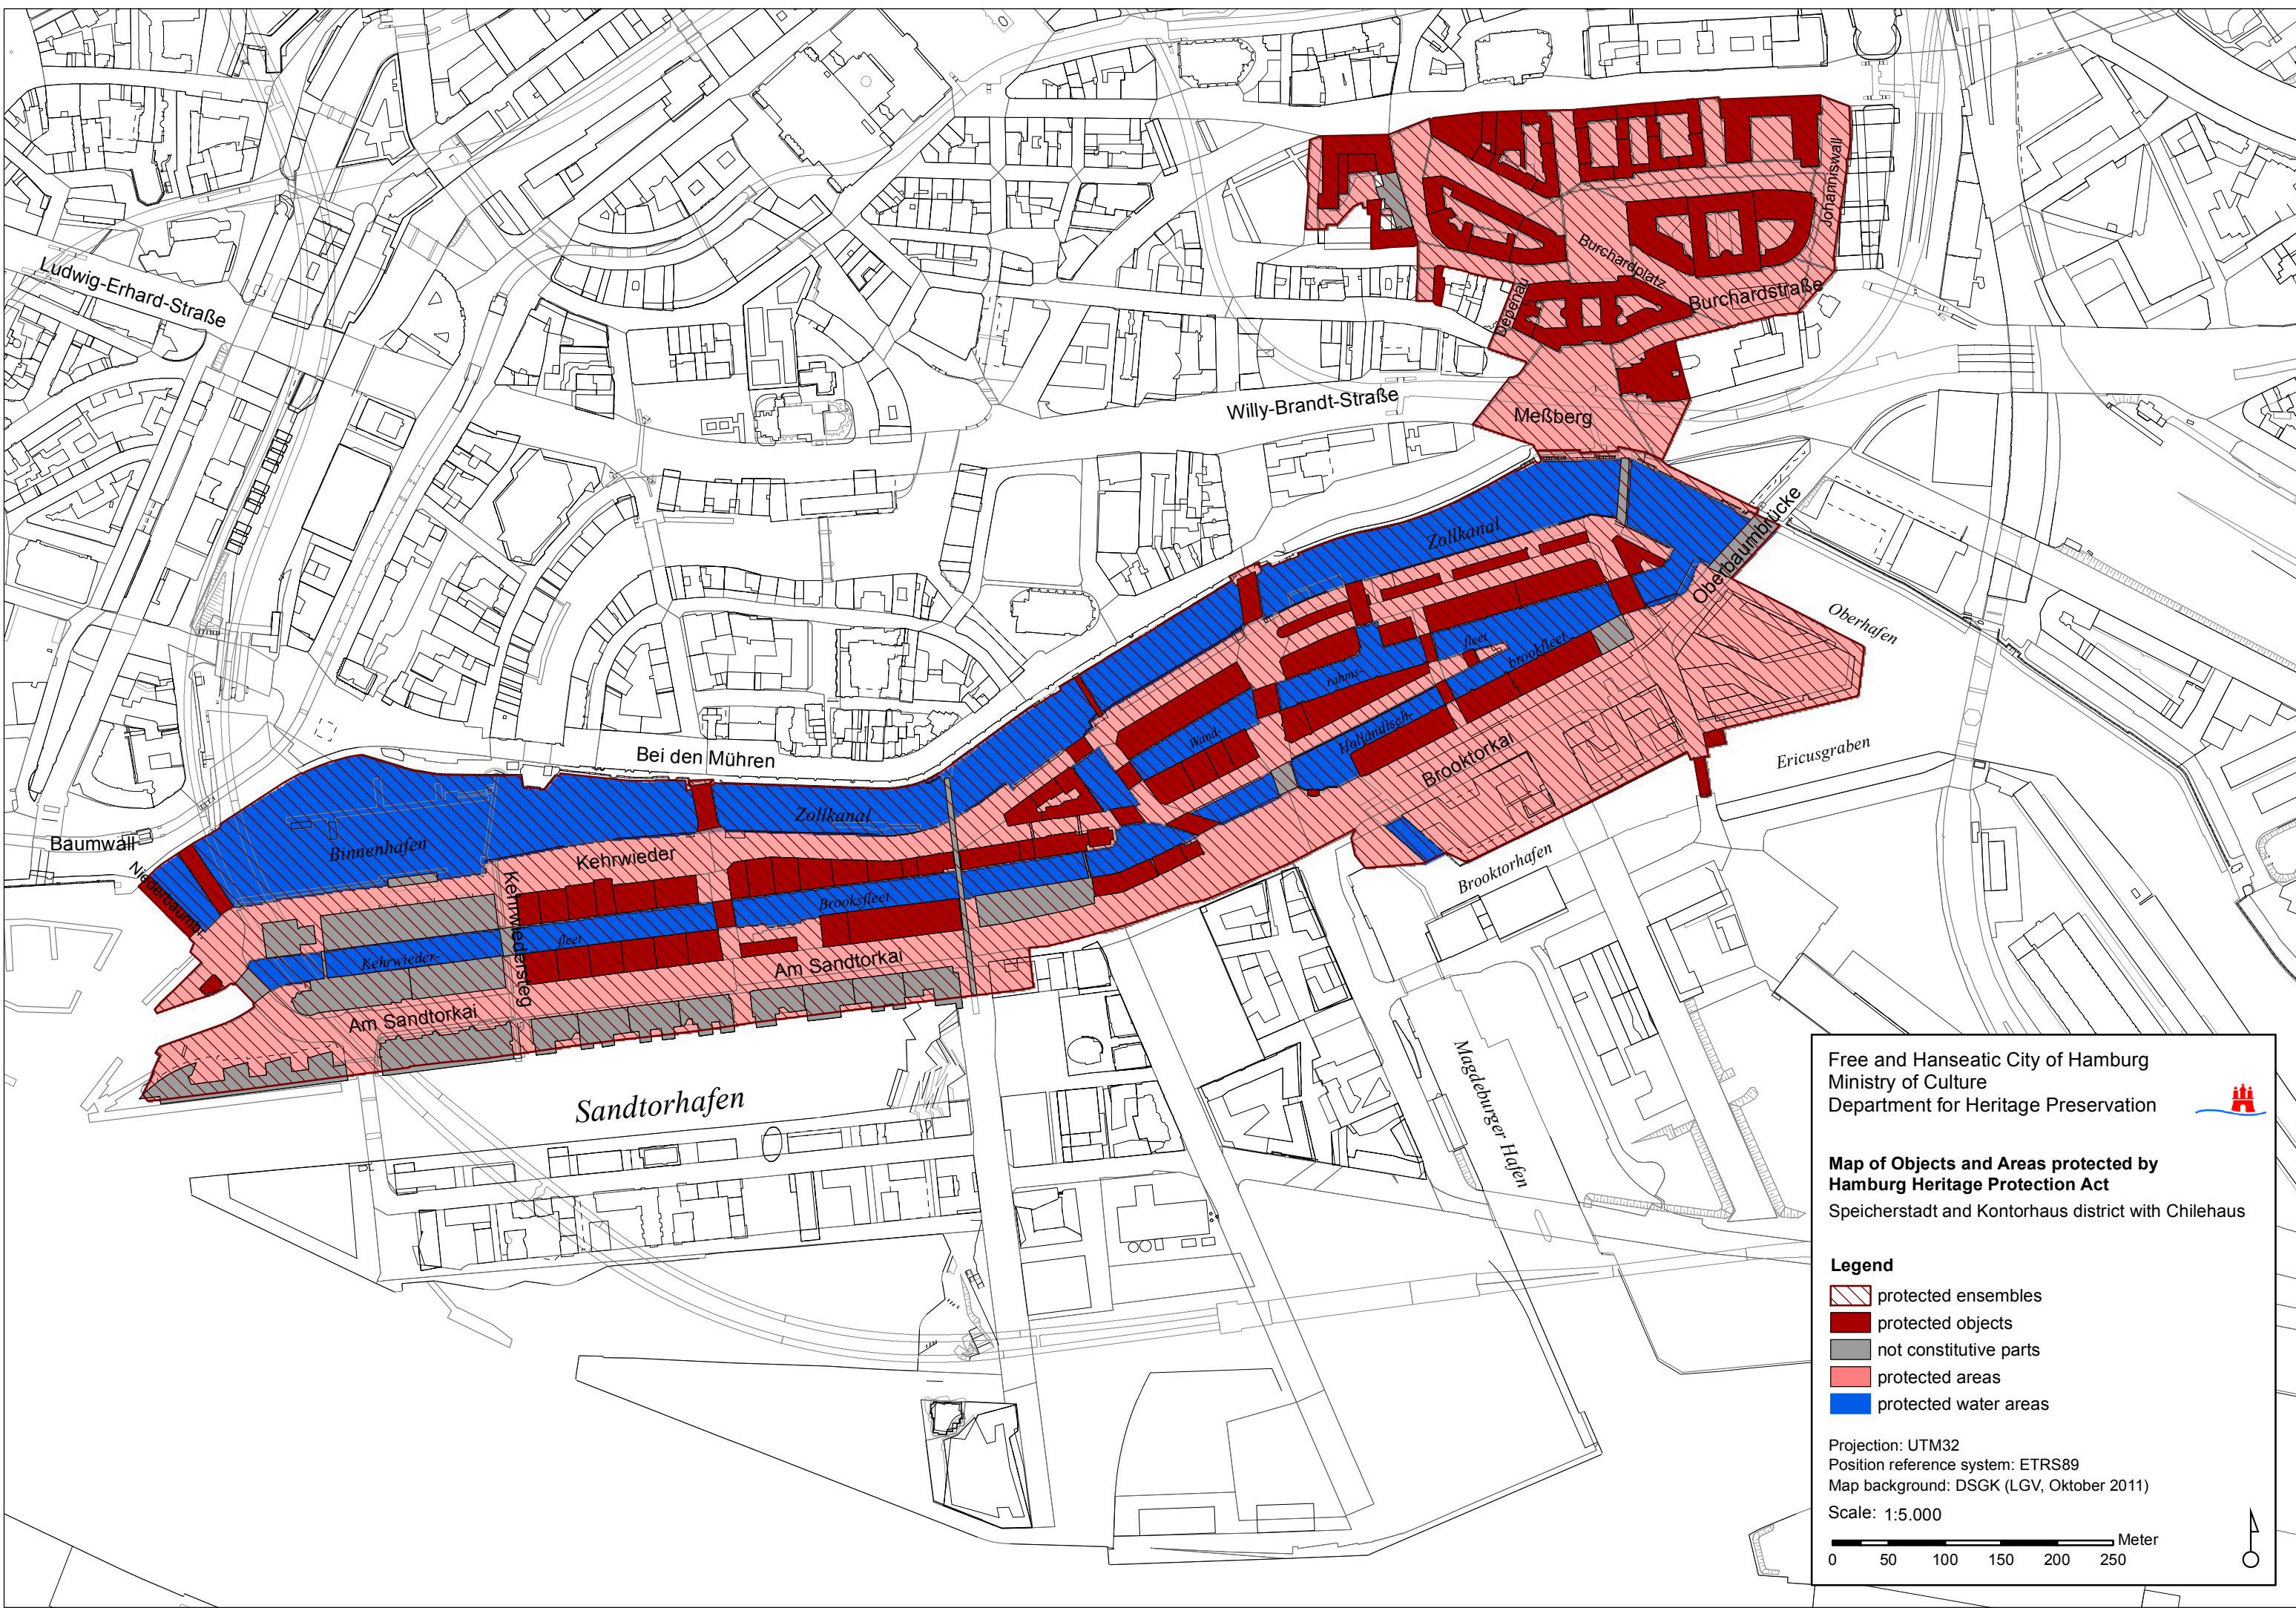 Ludwig-Erhard-Straße
Johanniswall
Burchardplatz
Burchardstraße
Depenau
Willy-Brandt-Straße
Meßberg
Zollkanal
Oberbaumbrücke
Oberhafen
fleet
brookfleet
rahms-
Wand-
Holländisch-
Brooktorkai
Ericusgraben
Bei den Mühren
Zollkanal
Baumwall
Binnenhafen
Niederbaumbr.
Kehrwieder
Kehrwiedersteg
Brooksfleet
fleet
Kehrwieder-
Brooktorhafen
Am Sandtorkai
Am Sandtorkai
Sandtorhafen
Magdeburger Hafen
Free and Hanseatic City of Hamburg
Ministry of Culture
Department for Heritage Preservation
Map of Objects and Areas protected by
Hamburg Heritage Protection Act
Speicherstadt and Kontorhaus district with Chilehaus
Legend
protected ensembles
protected objects
not constitutive parts
protected areas
protected water areas
Projection: UTM32
Position reference system: ETRS89
Map background: DSGK (LGV, Oktober 2011)
Scale: 1:5.000
Meter
0 50 100 150 200 250